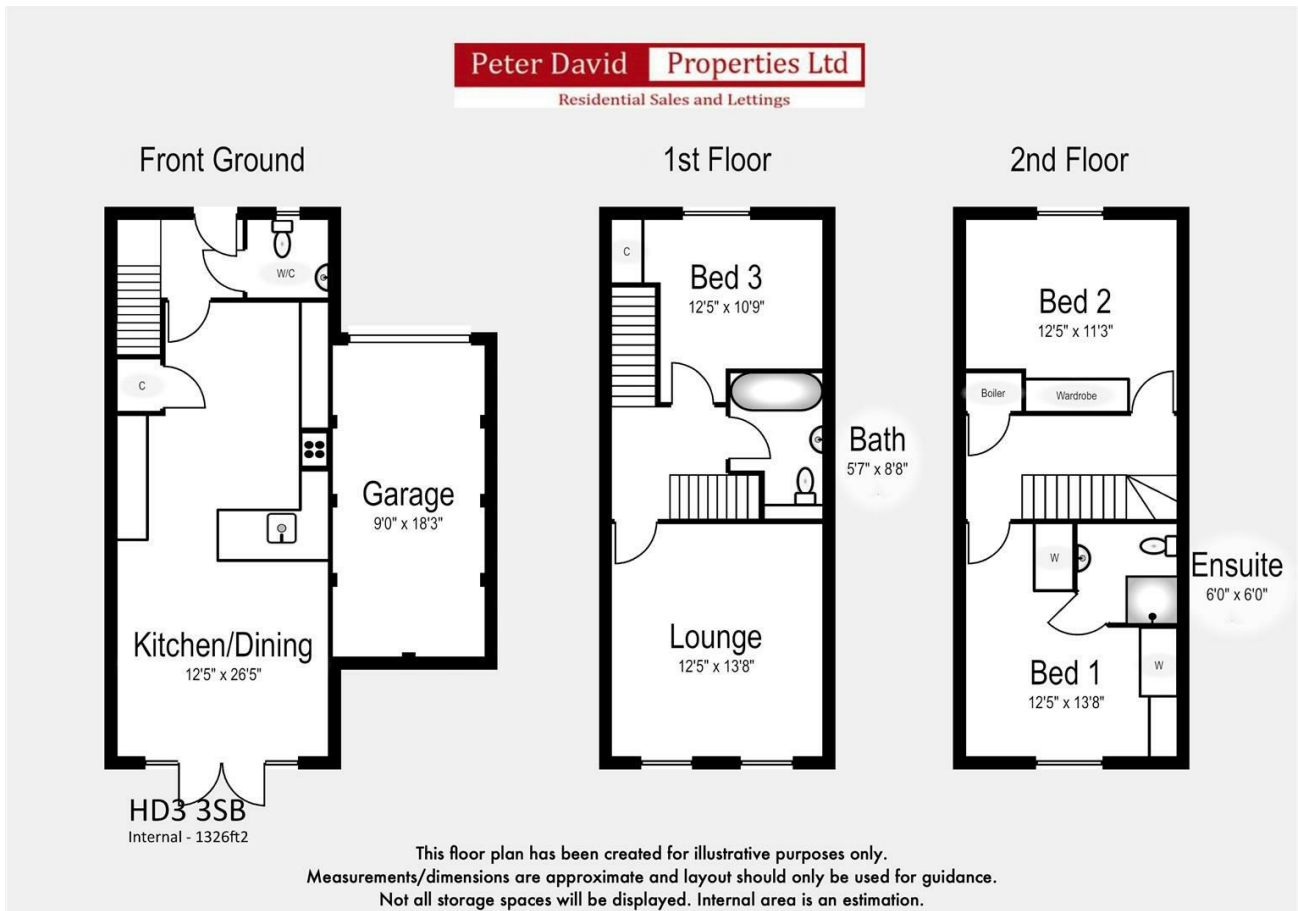 Peter David Properties Ltd
Residential Sales and Lettings
Front Ground
1st Floor
2nd Floor
W/C
C
Garage
9'0" x 18'3"
Kitchen/Dining
12'5" x 26'5"
C
Bed 3
12'5" x 10'9"
Bath
5'7" x 8'8"
Lounge
12'5" x 13'8"
Bed 2
12'5" x 11'3"
Boiler
Wardrobe
W
Ensuite
6'0" x 6'0"
Bed 1
12'5" x 13'8"
W
HD3 3SB
Internal - 1326ft2
This floor plan has been created for illustrative purposes only.
Measurements/dimensions are approximate and layout should only be used for guidance.
Not all storage spaces will be displayed. Internal area is an estimation.